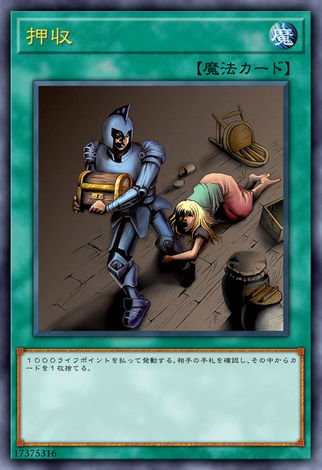 押収
魔
【魔法カード】
1000ライフポイントを払って発動する。相手の手札を確認し、その中からカ
ードを1枚捨てる。
17375316